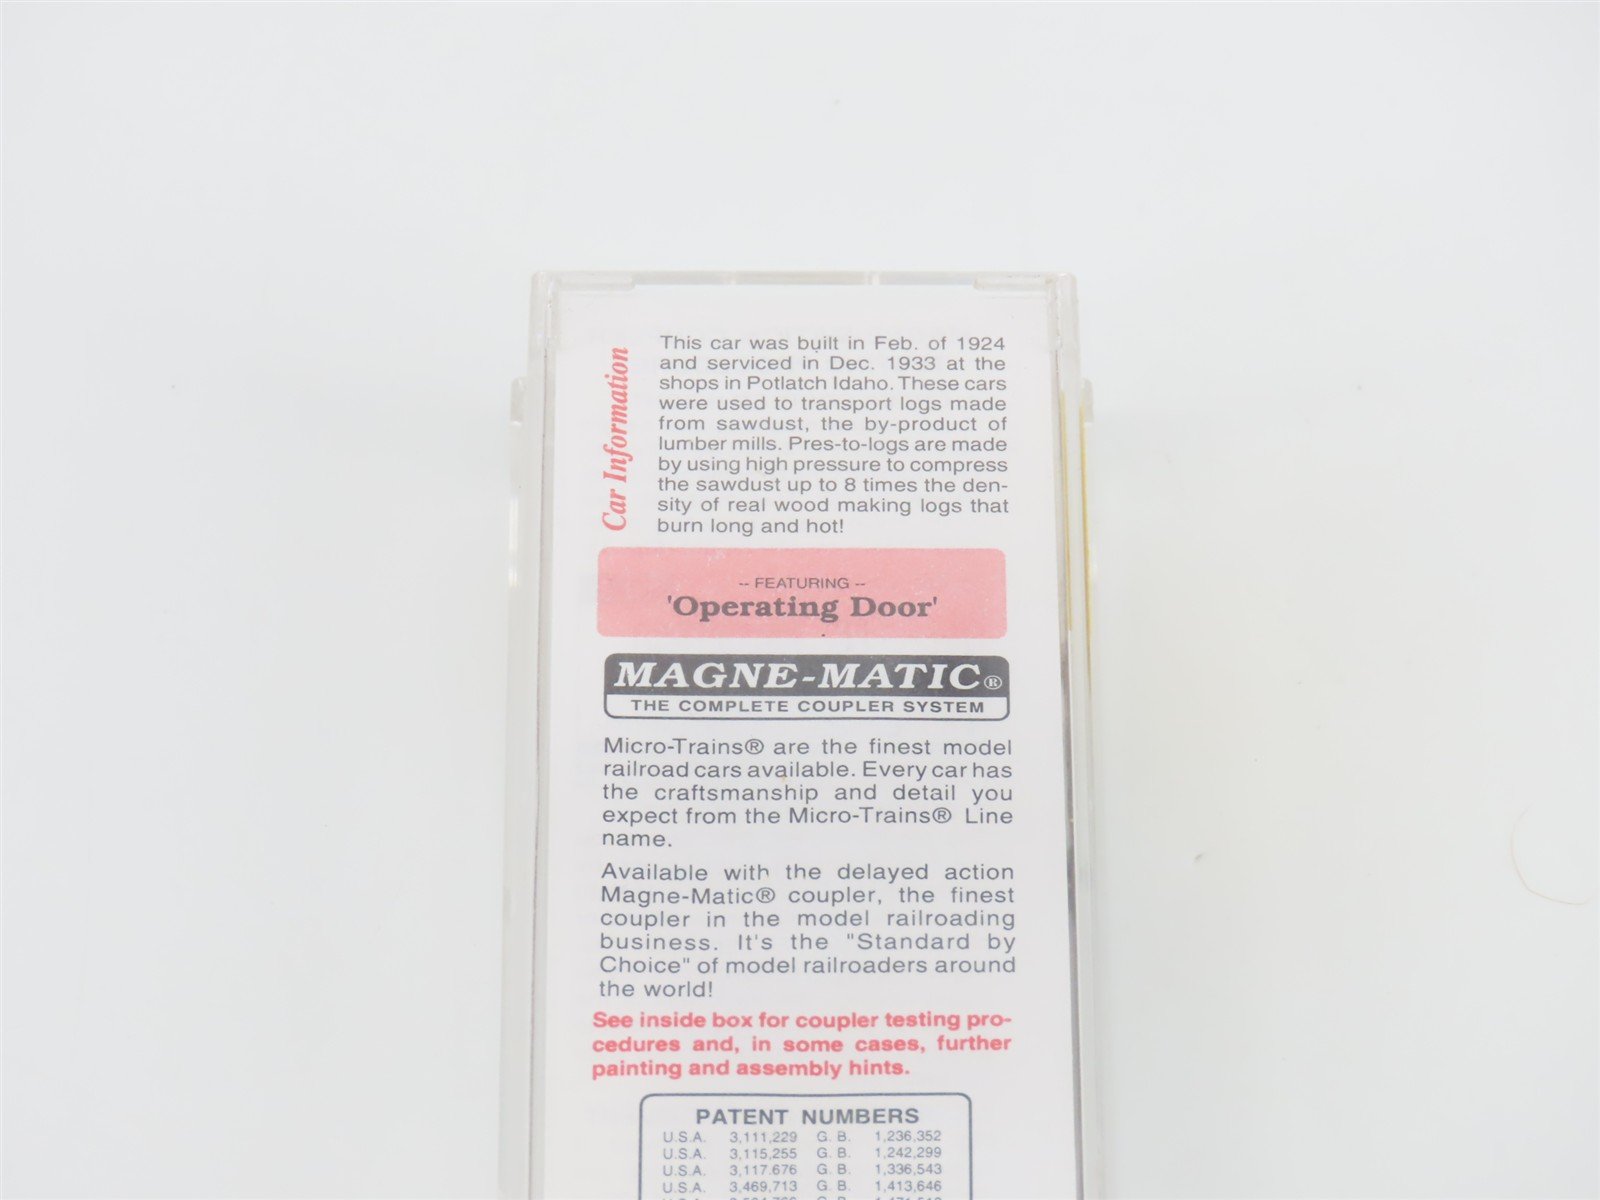 Car Information
This car was built in Feb. of 1924
and serviced in Dec. 1933 at the
shops in Potlatch Idaho. These cars
were used to transport logs made
from sawdust, the by-product of
lumber mills. Pres-to-logs are made
by using high pressure to compress
the sawdust up to 8 times the den-
sity of real wood making logs that
burn long and hot!
-- FEATURING --
'Operating Door'
MAGNE-MATIC®
THE COMPLETE COUPLER SYSTEM
Micro-Trains® are the finest model
railroad cars available. Every car has
the craftsmanship and detail you
expect from the Micro-Trains® Line
name.
Available with the delayed action
Magne-Matic® coupler, the finest
coupler in the model railroading
business. It's the "Standard by
Choice" of model railroaders around
the world!
See inside box for coupler testing pro-
cedures and, in some cases, further
painting and assembly hints.
PATENT NUMBERS
U.S.A. 3,111,229 G.B. 1,236,352
U.S.A. 3,115,255 G.B. 1,242,299
U.S.A. 3,117,676 G.B. 1,336,543
U.S.A. 3,469,713 G.B. 1,413,646